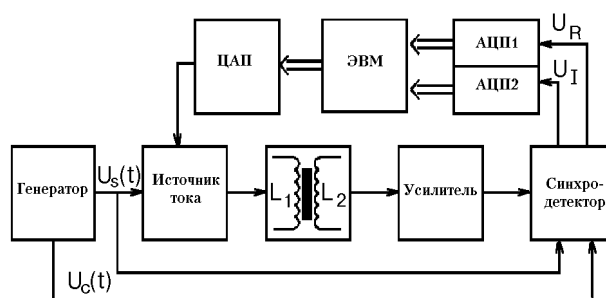 ЦАП
ЭВМ
АЦП1
АЦП2
U_R
U_I
Генератор
U_s(t)
Источник
тока
L_1
L_2
Усилитель
Синхро-
детектор
U_c(t)